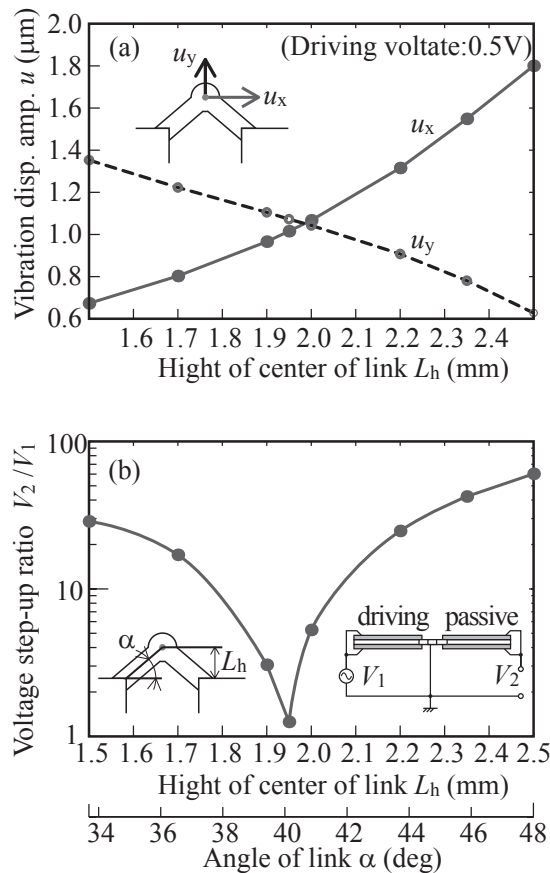 2.0
(a)
(Driving voltate:0.5V)
1.8
1.6
1.4
1.2
1.0
0.8
0.6
Vibration disp. amp. u (μm)
uy
ux
ux
uy
1.6 1.7 1.8 1.9 2.0 2.1 2.2 2.3 2.4
Hight of center of link Lh (mm)
100
(b)
10
1
Voltage step-up ratio V2/V1
α
Lh
driving passive
V1
V2
1.5 1.6 1.7 1.8 1.9 2.0 2.1 2.2 2.3 2.4 2.5
Hight of center of link Lh (mm)
34 36 38 40 42 44 46 48
Angle of link α (deg)